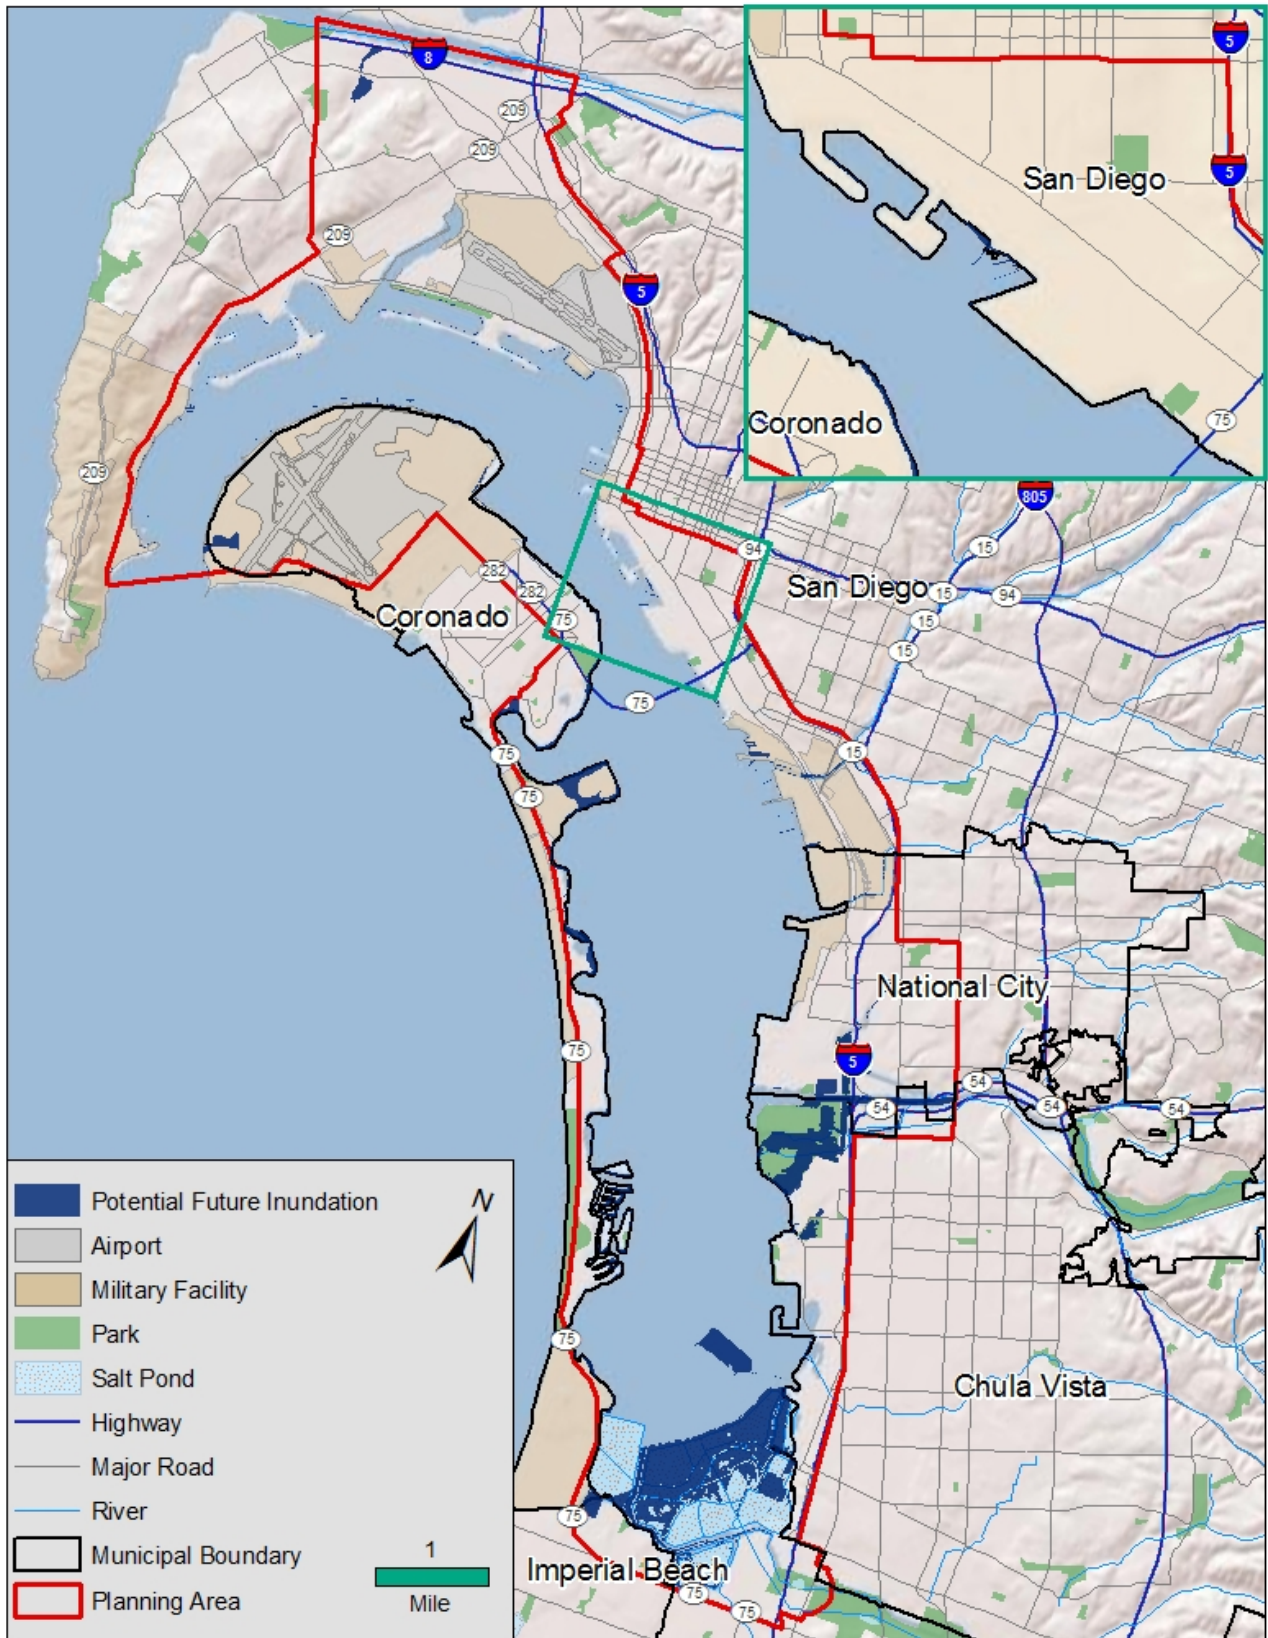 8
5
209
209
San Diego
5
209
5
Coronado
75
209
805
94
15
282
San Diego
15
94
282
Coronado
75
15
15
75
75
15
75
National City
75
5
54
54
54
54
Potential Future Inundation
N
Airport
Military Facility
Park
75
Salt Pond
Chula Vista
Highway
Major Road
River
75
Municipal Boundary
1
Imperial Beach
Planning Area
Mile
75
75